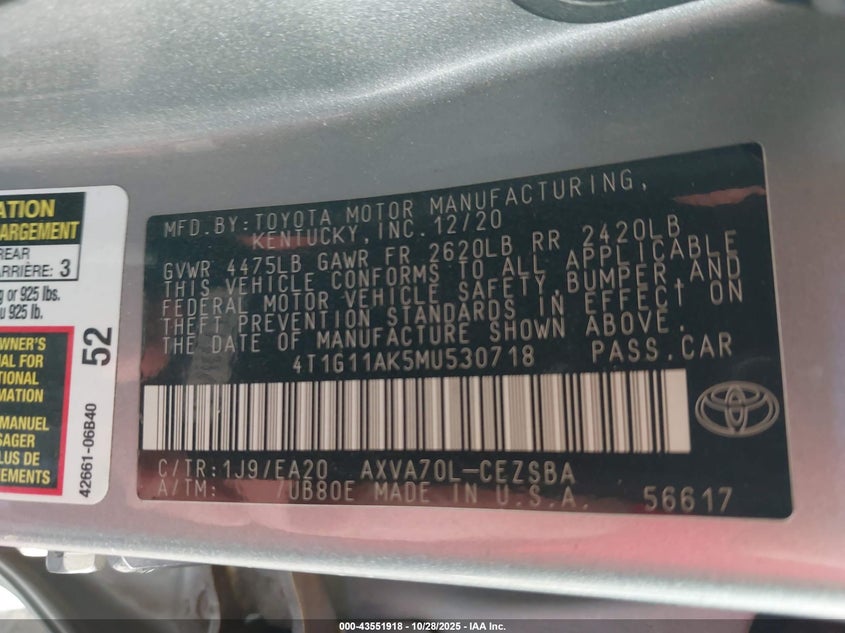 ATION
ARGEMENT
REAR
ARRIÈRE: 3
g or 925 lbs.
u 925 lb.
WNER'S
AL FOR
TIONAL
MATION
MANUEL
SAGER
LUS DE
EMENTS
52
42661-06B40
MFD. BY: TOYOTA MOTOR MANUFACTURING,
KENTUCKY, INC. 12/20
GVWR 4475LB GAWR FR 2620LB RR 2420LB
THIS VEHICLE CONFORMS TO ALL APPLICABLE
FEDERAL MOTOR VEHICLE SAFETY, BUMPER AND
THEFT PREVENTION STANDARDS IN EFFECT ON
THE DATE OF MANUFACTURE SHOWN ABOVE.
4T1G11AK5MU530718 PASS. CAR
C/TR: 1J9/EA20 AXVA70L-CEZSBA
A/TM: /UB80E MADE IN U.S.A. 56617
000-43551918 | 10/28/2025 - IAA Inc.